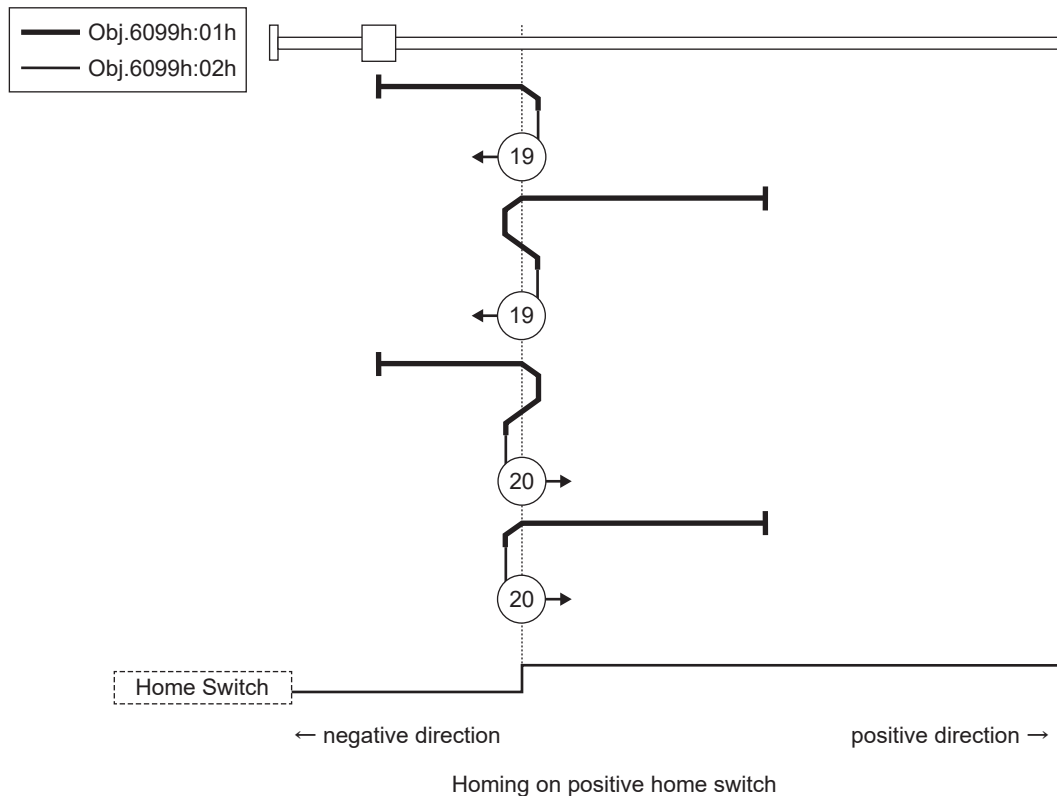 Obj.6099h:01h
Obj.6099h:02h
19
19
20
20
Home Switch
← negative direction
positive direction →
Homing on positive home switch